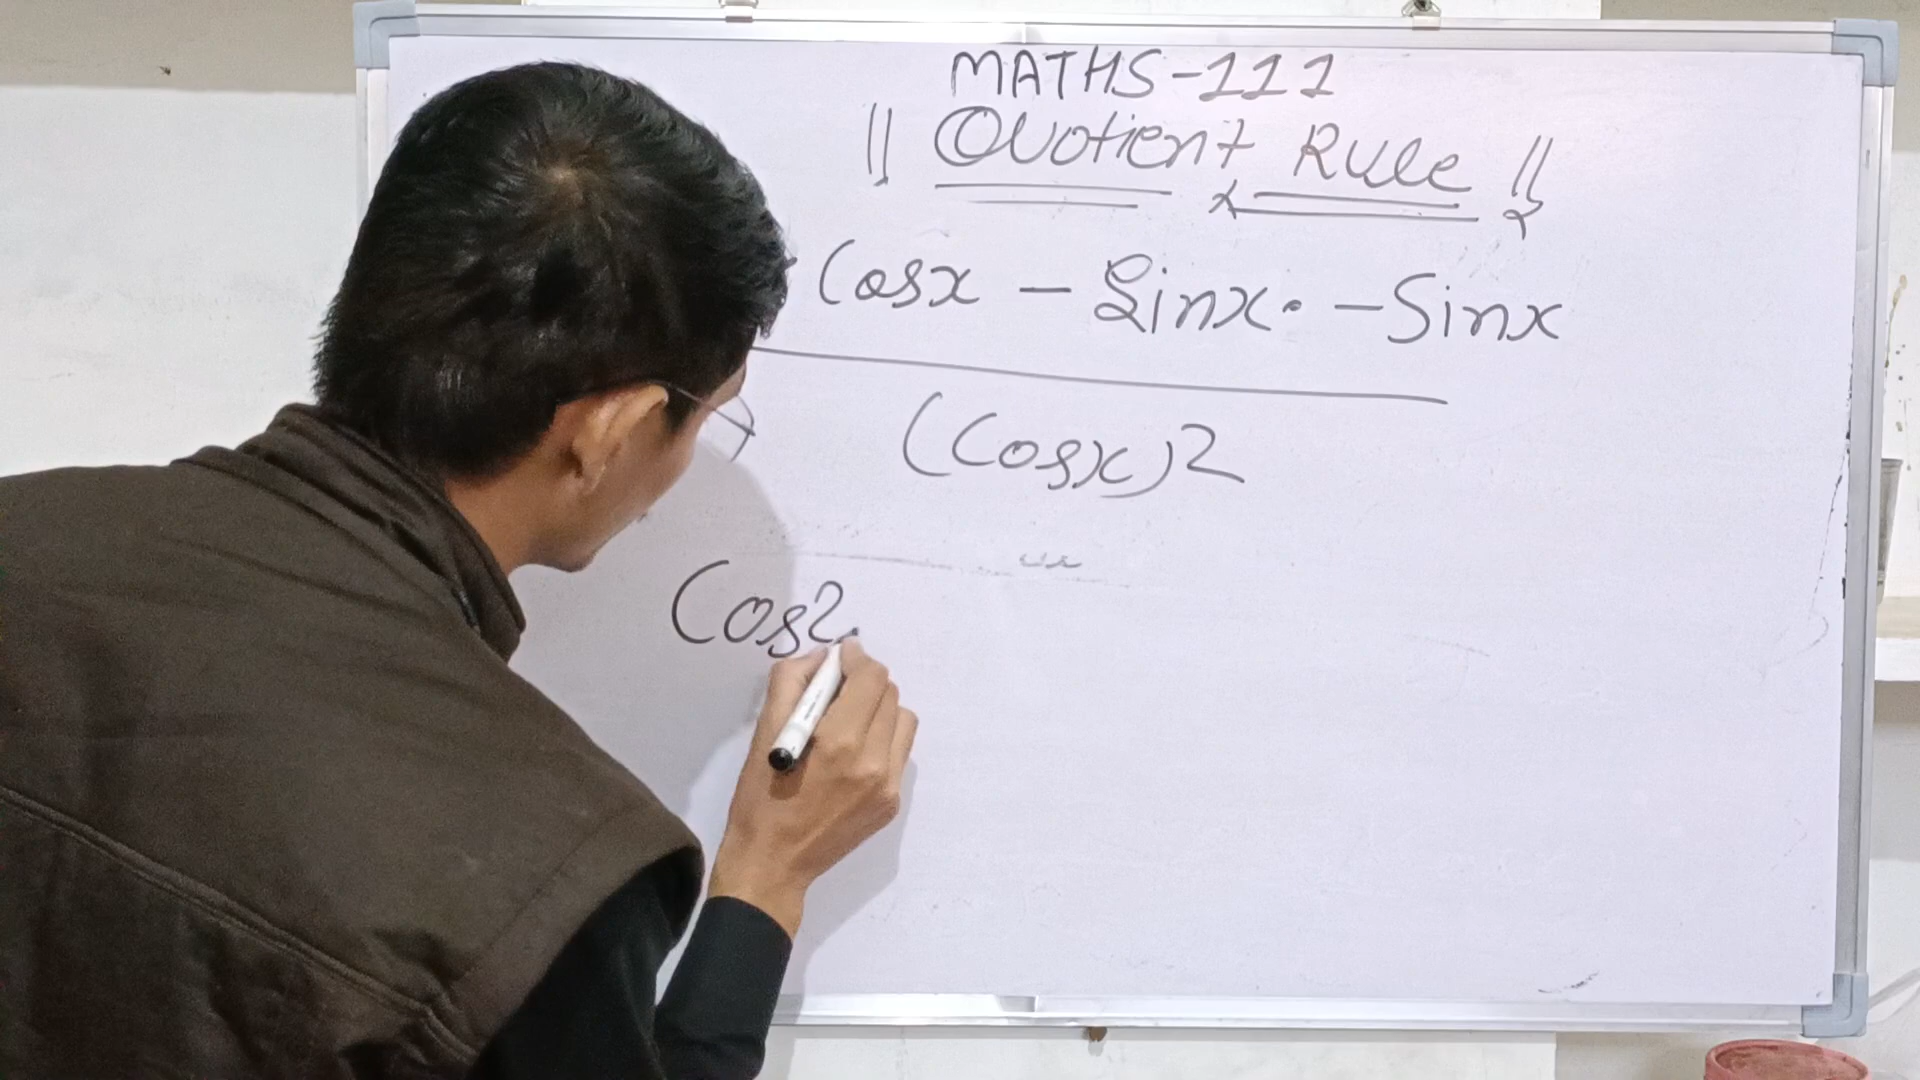 MATHS-111
|| Quotient Rule ||
Cosx - Sinx. -Sinx
(Cosx)2
Cos2